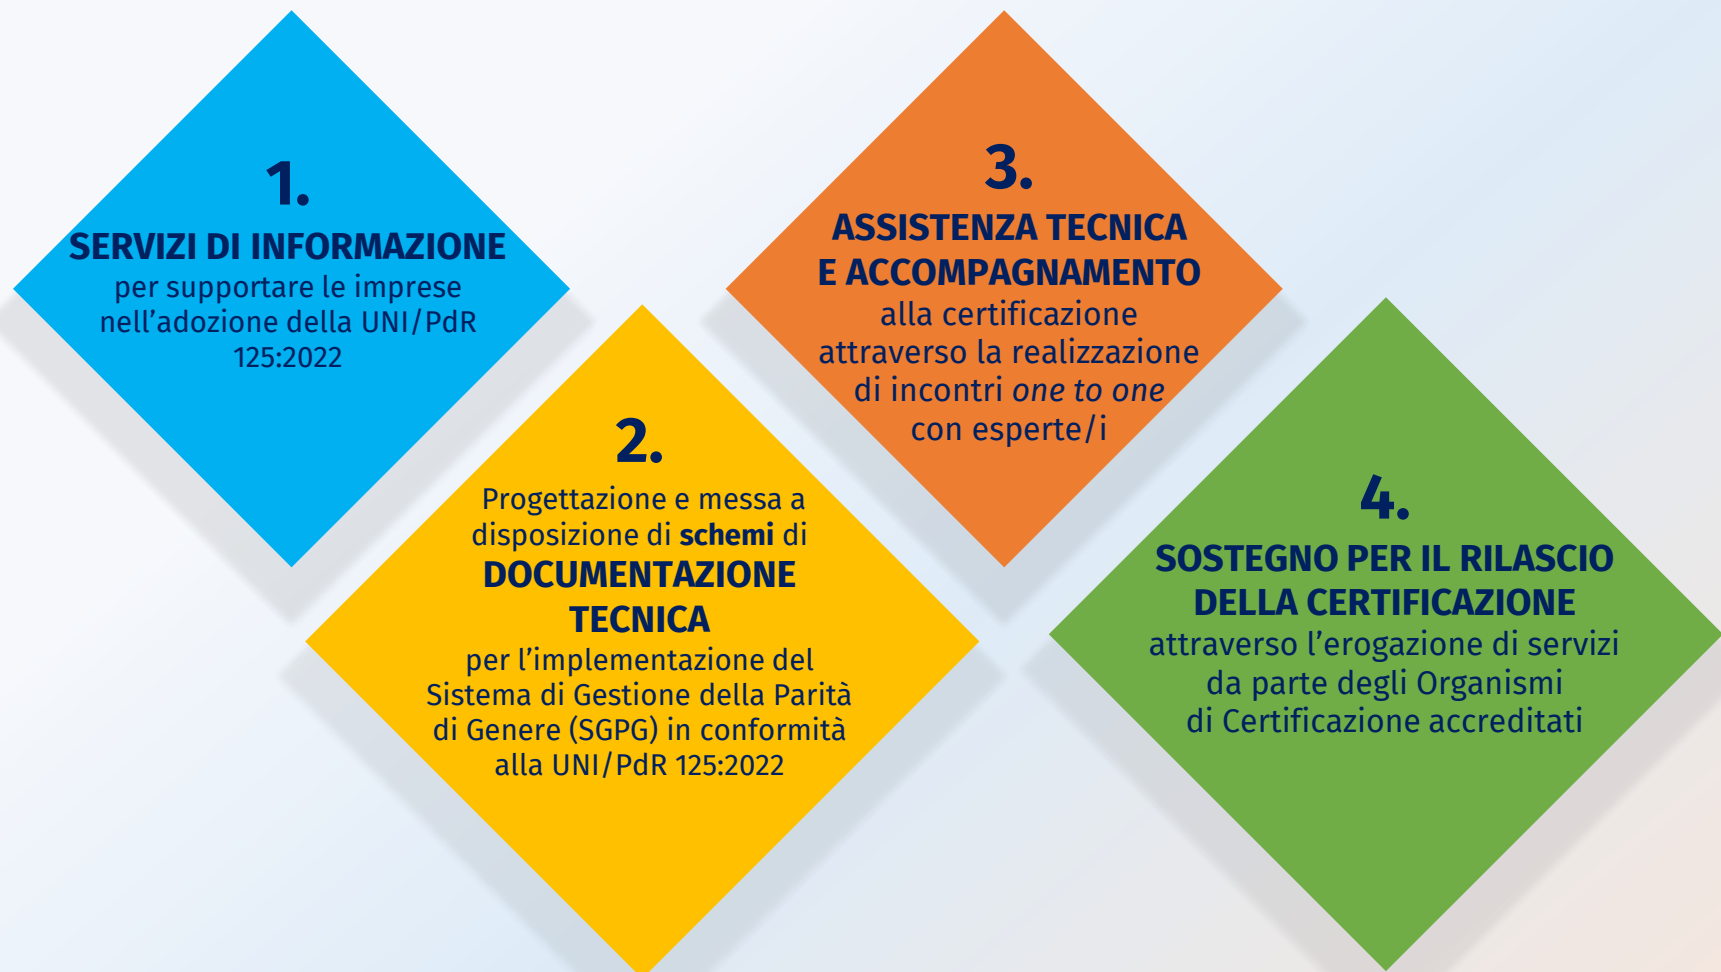 1.
SERVIZI DI INFORMAZIONE
per supportare le imprese
nell’adozione della UNI/PdR
125:2022
2.
Progettazione e messa a
disposizione di schemi di
DOCUMENTAZIONE
TECNICA
per l’implementazione del
Sistema di Gestione della Parità
di Genere (SGPG) in conformità
alla UNI/PdR 125:2022
3.
ASSISTENZA TECNICA
E ACCOMPAGNAMENTO
alla certificazione
attraverso la realizzazione
di incontri one to one
con esperte/i
4.
SOSTEGNO PER IL RILASCIO
DELLA CERTIFICAZIONE
attraverso l’erogazione di servizi
da parte degli Organismi
di Certificazione accreditati